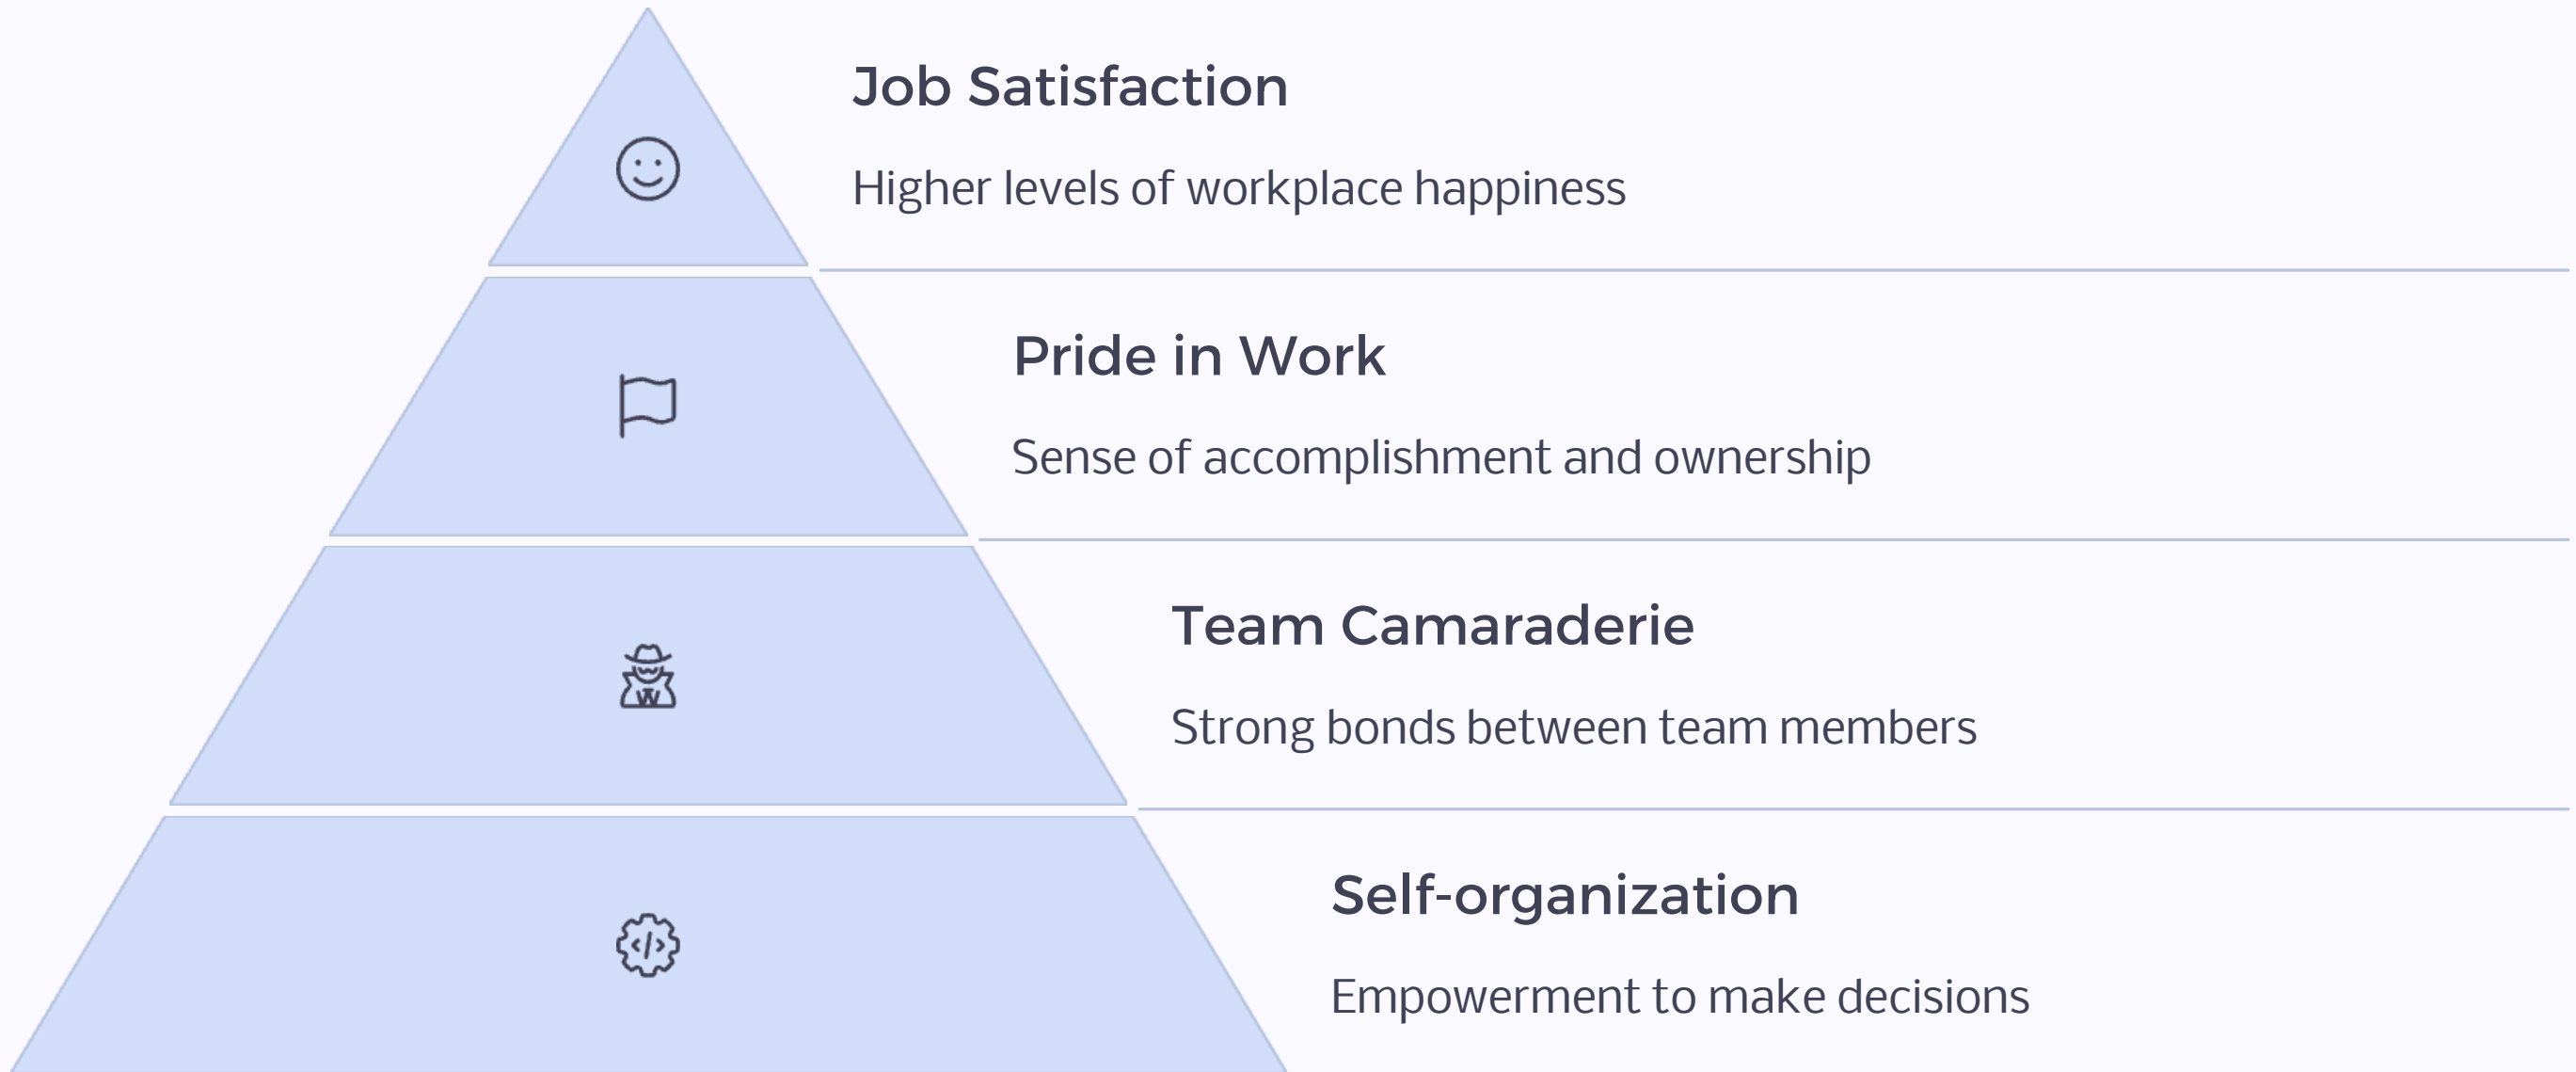 Job Satisfaction
Higher levels of workplace happiness
Pride in Work
Sense of accomplishment and ownership
Team Camaraderie
Strong bonds between team members
Self-organization
Empowerment to make decisions